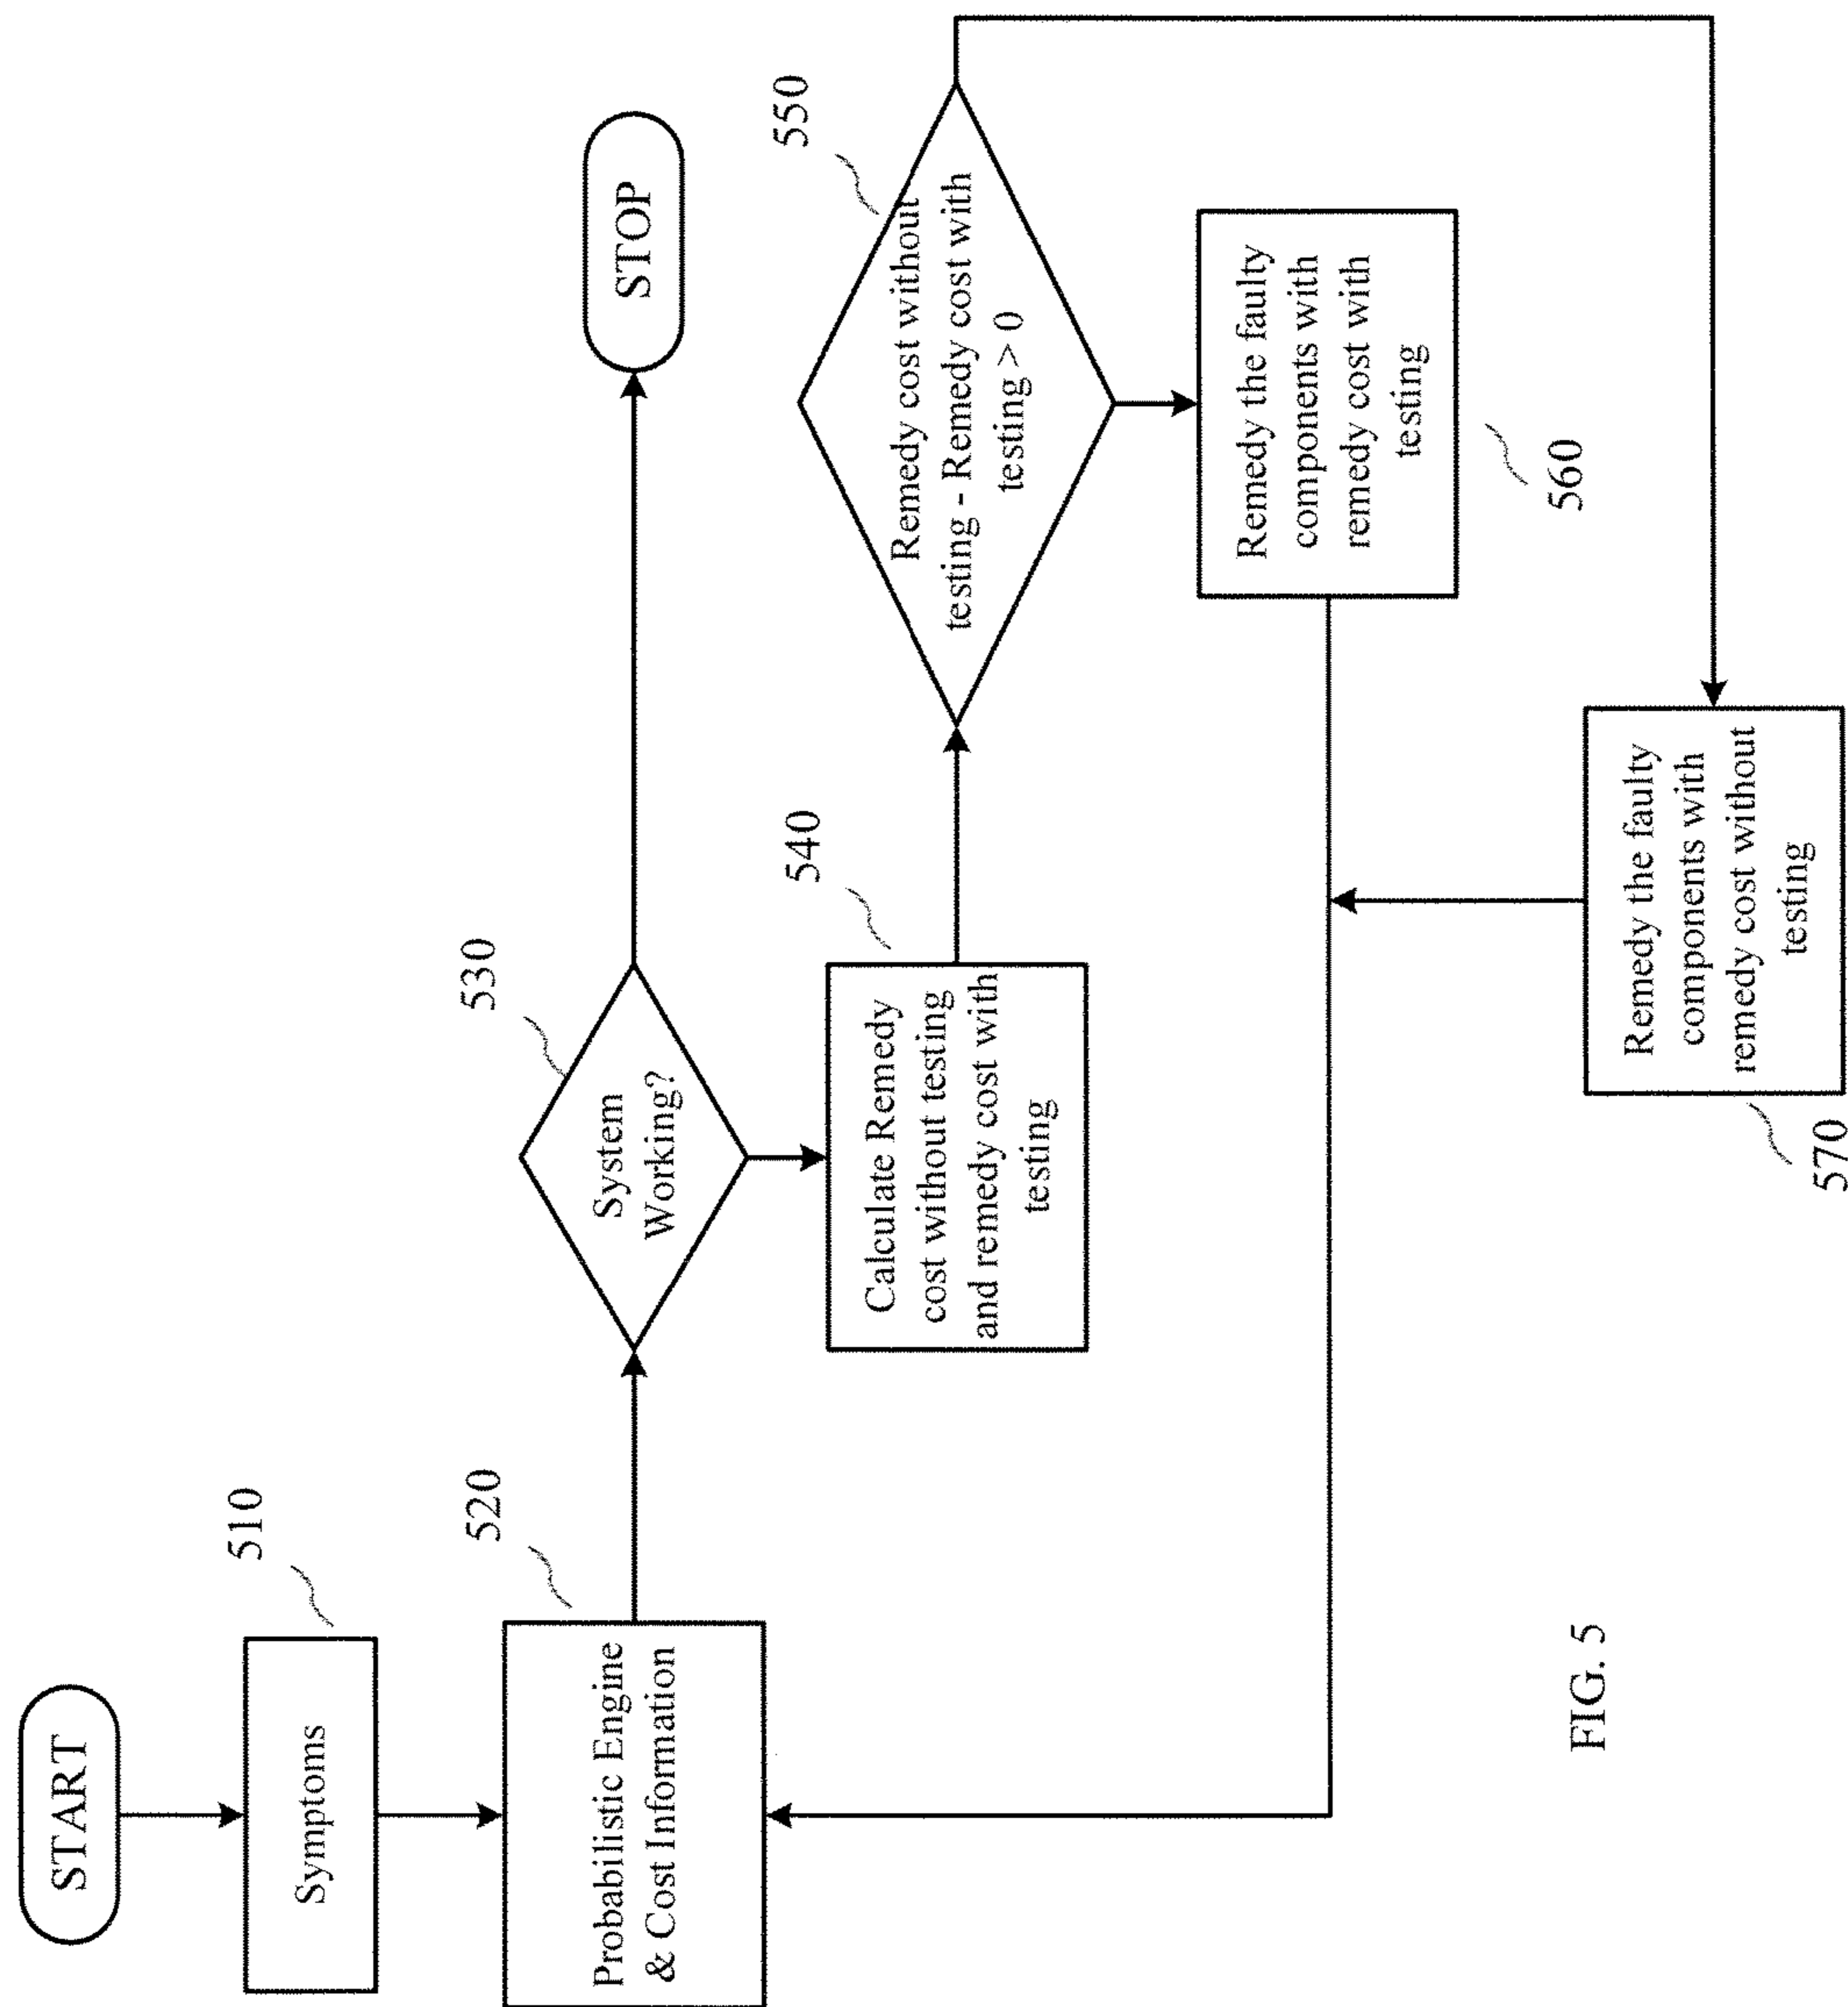 START
510
Symptoms
520
Probabilistic Engine
& Cost Information
530
System
Working?
STOP
540
Calculate Remedy
cost without testing
and remedy cost with
testing
550
Remedy cost without
testing - Remedy cost with
testing > 0
Remedy the faulty
components with
remedy cost with
testing
560
Remedy the faulty
components with
remedy cost without
testing
570
FIG. 5